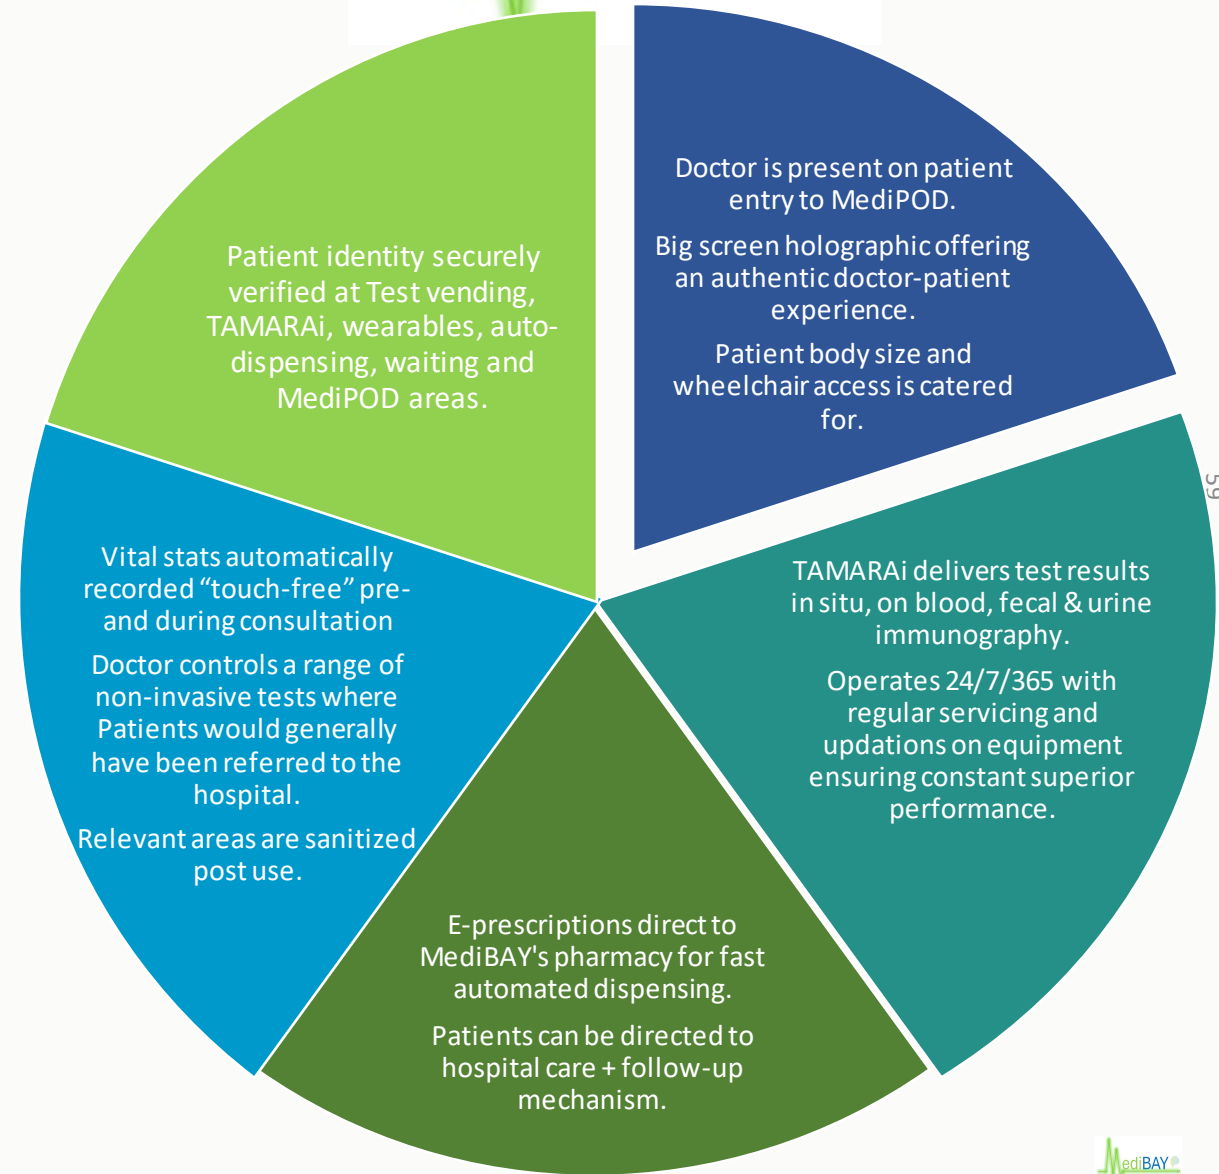 Doctor is present on patient
entry to MediPOD.
Big screen holographic offering
an authentic doctor-patient
experience.
Patient body size and
wheelchair access is catered
for.
TAMARAi delivers test results
in situ, on blood, fecal & urine
immunography.
Operates 24/7/365 with
regular servicing and
updations on equipment
ensuring constant superior
performance.
E-prescriptions direct to
MediBAY's pharmacy for fast
automated dispensing.
Patients can be directed to
hospital care + follow-up
mechanism.
Vital stats automatically
recorded “touch-free” pre-
and during consultation
Doctor controls a range of
non-invasive tests where
Patients would generally
have been referred to the
hospital.
Relevant areas are sanitized
post use.
Patient identity securely
verified at Test vending,
TAMARAi, wearables, auto-
dispensing, waiting and
MediPOD areas.
59
MediBAY